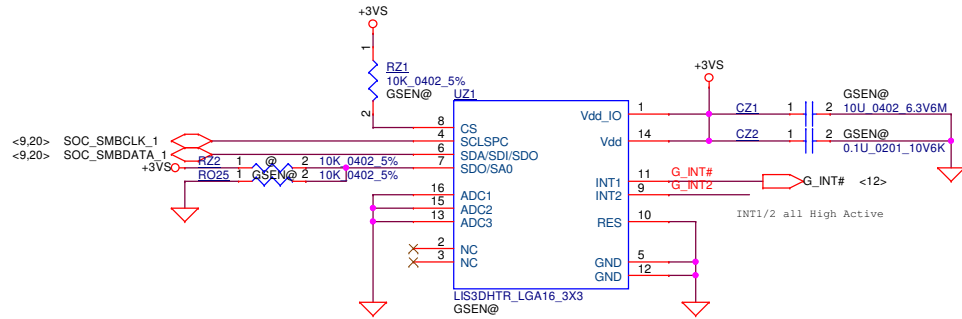 +3VS
1
RZ1
10K_0402_5%
GSEN@
2
+3VS
UZ1
8 CS
4 SCLSPC
6 SDA/SDI/SDO
7 SDO/SA0
16 ADC1
15 ADC2
13 ADC3
2 NC
3 NC
Vdd_IO 1
Vdd 14
INT1 11
INT2 9
RES 10
GND 5
GND 12
LIS3DHTR_LGA16_3X3
GSEN@
<9,20> SOC_SMBCLK_1
<9,20> SOC_SMBDATA_1
+3VS
RZ2 1 @ 2 10K_0402_5%
RO25 1 GSEN@ 2 10K_0402_5%
GSEN@
CZ1 1 2 10U_0402_6.3V6M
GSEN@
CZ2 1 2 0.1U_0201_10V6K
G_INT#
G_INT2
G_INT# <12>
INT1/2 all High Active